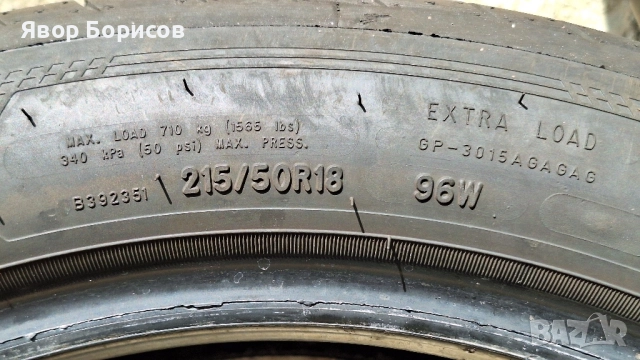 Явор Борисов
MAX. LOAD 710 kg (1565 lbs)
340 kPa (50 psi) MAX. PRESS.
EXTRA LOAD
GP-3015AGAGAG
B392351
215/50R18
96W
BAZAR